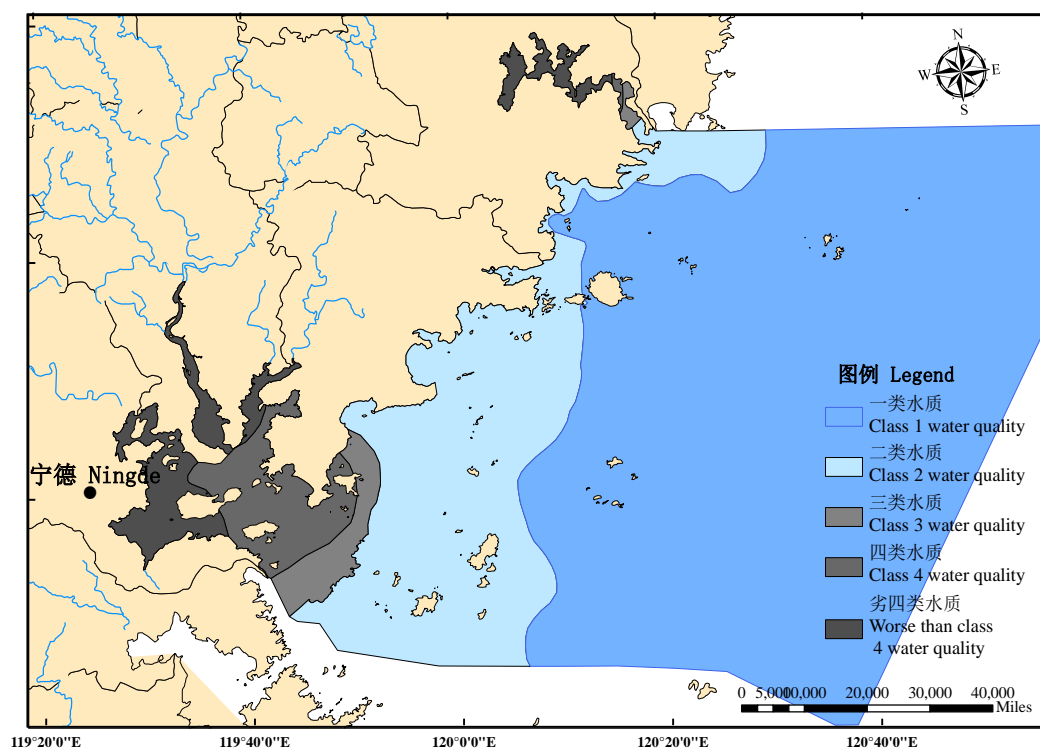 N
W E
S
图例 Legend
一类水质
Class 1 water quality
二类水质
Class 2 water quality
三类水质
Class 3 water quality
四类水质
Class 4 water quality
劣四类水质
Worse than class
4 water quality
宁德 Ningde
0 5,000 10,000 20,000 30,000 40,000
Miles
119°20'0"E 119°40'0"E 120°0'0"E 120°20'0"E 120°40'0"E